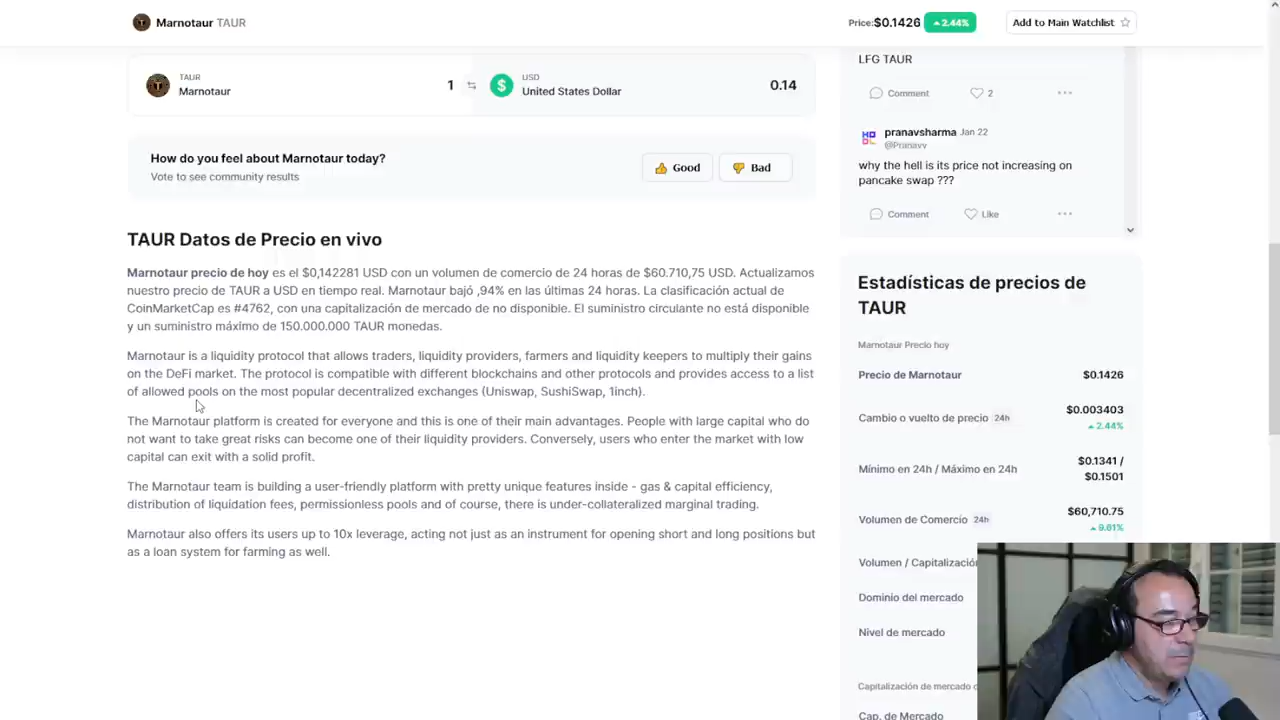 Marnotaur TAUR
Price:$0.1426 2.44%
Add to Main Watchlist
TAUR
Marnotaur
1
USD
United States Dollar
0.14
How do you feel about Marnotaur today?
Vote to see community results
Good
Bad
TAUR Datos de Precio en vivo
Marnotaur precio de hoy es el $0,142281 USD con un volumen de comercio de 24 horas de $60.710,75 USD. Actualizamos
nuestro precio de TAUR a USD en tiempo real. Marnotaur bajó ,94% en las últimas 24 horas. La clasificación actual de
CoinMarketCap es #4762, con una capitalización de mercado de no disponible. El suministro circulante no está disponible
y un suministro máximo de 150.000.000 TAUR monedas.
Marnotaur is a liquidity protocol that allows traders, liquidity providers, farmers and liquidity keepers to multiply their gains
on the DeFi market. The protocol is compatible with different blockchains and other protocols and provides access to a list
of allowed pools on the most popular decentralized exchanges (Uniswap, SushiSwap, 1inch).
The Marnotaur platform is created for everyone and this is one of their main advantages. People with large capital who do
not want to take great risks can become one of their liquidity providers. Conversely, users who enter the market with low
capital can exit with a solid profit.
The Marnotaur team is building a user-friendly platform with pretty unique features inside - gas & capital efficiency,
distribution of liquidation fees, permissionless pools and of course, there is under-collateralized marginal trading.
Marnotaur also offers its users up to 10x leverage, acting not just as an instrument for opening short and long positions but
as a loan system for farming as well.
LFG TAUR
Comment
2
pranavsharma Jan 22
@Pranavv
why the hell is its price not increasing on
pancake swap ???
Comment
Like
Estadísticas de precios de
TAUR
Marnotaur Precio hoy
Precio de Marnotaur
$0.1426
Cambio o vuelto de precio 24h
$0.003403
2.44%
Mínimo en 24h / Máximo en 24h
$0.1341 /
$0.1501
Volumen de Comercio 24h
$60,710.75
9.61%
Volumen / Capitalización
Dominio del mercado
Nivel de mercado
Capitalización de mercado
Cap. de Mercado